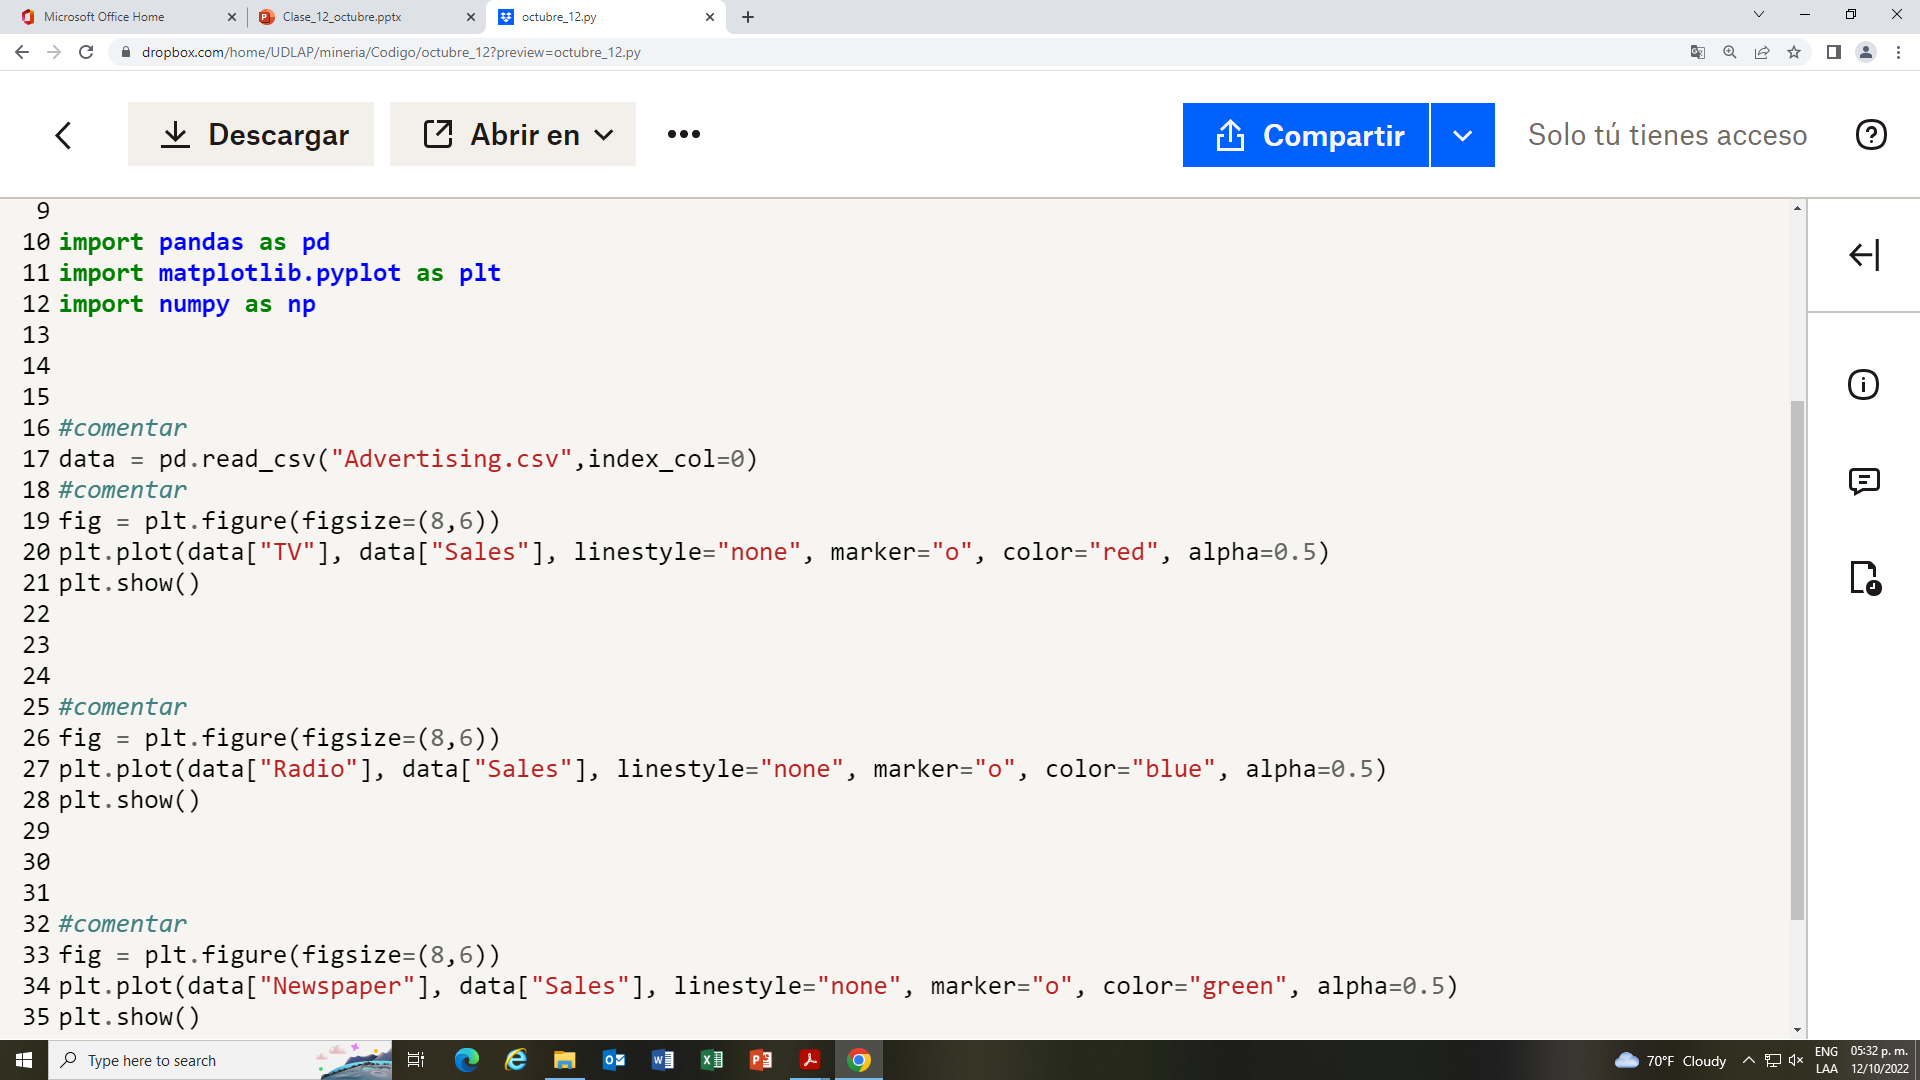 Microsoft Office Home
Clase_12_octubre.pptx
octubre_12.py
dropbox.com/home/UDLAP/mineria/Codigo/octubre_12?preview=octubre_12.py
Descargar
Abrir en
Compartir
Solo tú tienes acceso
9
10 import pandas as pd
11 import matplotlib.pyplot as plt
12 import numpy as np
13
14
15
16 #comentar
17 data = pd.read_csv("Advertising.csv",index_col=0)
18 #comentar
19 fig = plt.figure(figsize=(8,6))
20 plt.plot(data["TV"], data["Sales"], linestyle="none", marker="o", color="red", alpha=0.5)
21 plt.show()
22
23
24
25 #comentar
26 fig = plt.figure(figsize=(8,6))
27 plt.plot(data["Radio"], data["Sales"], linestyle="none", marker="o", color="blue", alpha=0.5)
28 plt.show()
29
30
31
32 #comentar
33 fig = plt.figure(figsize=(8,6))
34 plt.plot(data["Newspaper"], data["Sales"], linestyle="none", marker="o", color="green", alpha=0.5)
35 plt.show()
Type here to search
70°F Cloudy
ENG
LAA
05:32 p. m.
12/10/2022